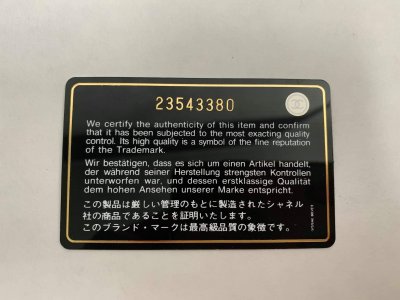 23543380
We certify the authenticity of this item and confirm
that it has been subjected to the most exacting quality
control. Its high quality is a symbol of the fine reputation
of the Trademark.
Wir bestätigen, dass es sich um einen Artikel handelt,
der während seiner Herstellung strengsten Kontrollen
unterworfen war, und dessen erstklassige Qualität
dem hohen Ansehen unserer Marke entspricht.
この製品は厳しい管理のもとに製造されたシャネル
社の商品であることを証明いたします。
このブランド・マークは最高級品質の象徴です。